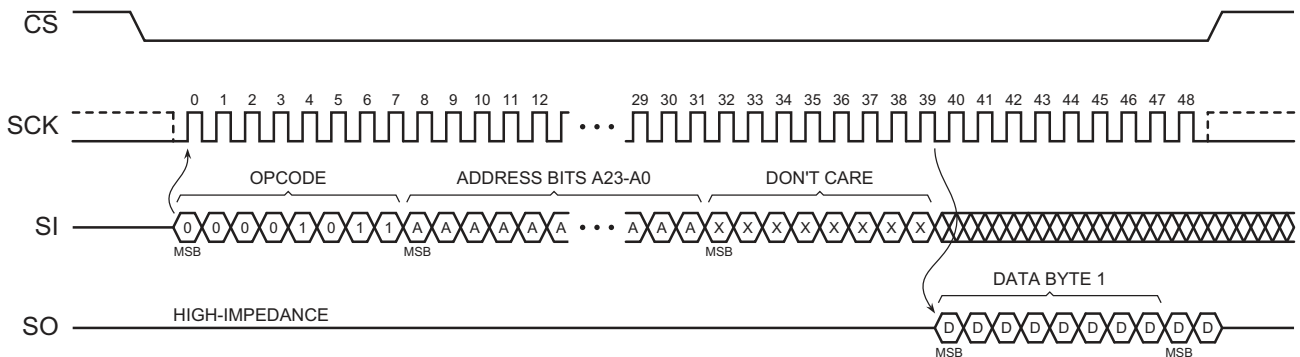 CS
0 1 2 3 4 5 6 7 8 9 10 11 12 29 30 31 32 33 34 35 36 37 38 39 40 41 42 43 44 45 46 47 48
SCK • • •
OPCODE ADDRESS BITS A23-A0 DON'T CARE
SI 0 0 0 0 1 0 1 1 A A A A A A • • • A A A X X X X X X X X
MSB MSB MSB
DATA BYTE 1
HIGH-IMPEDANCE
SO D D D D D D D D D D
MSB MSB